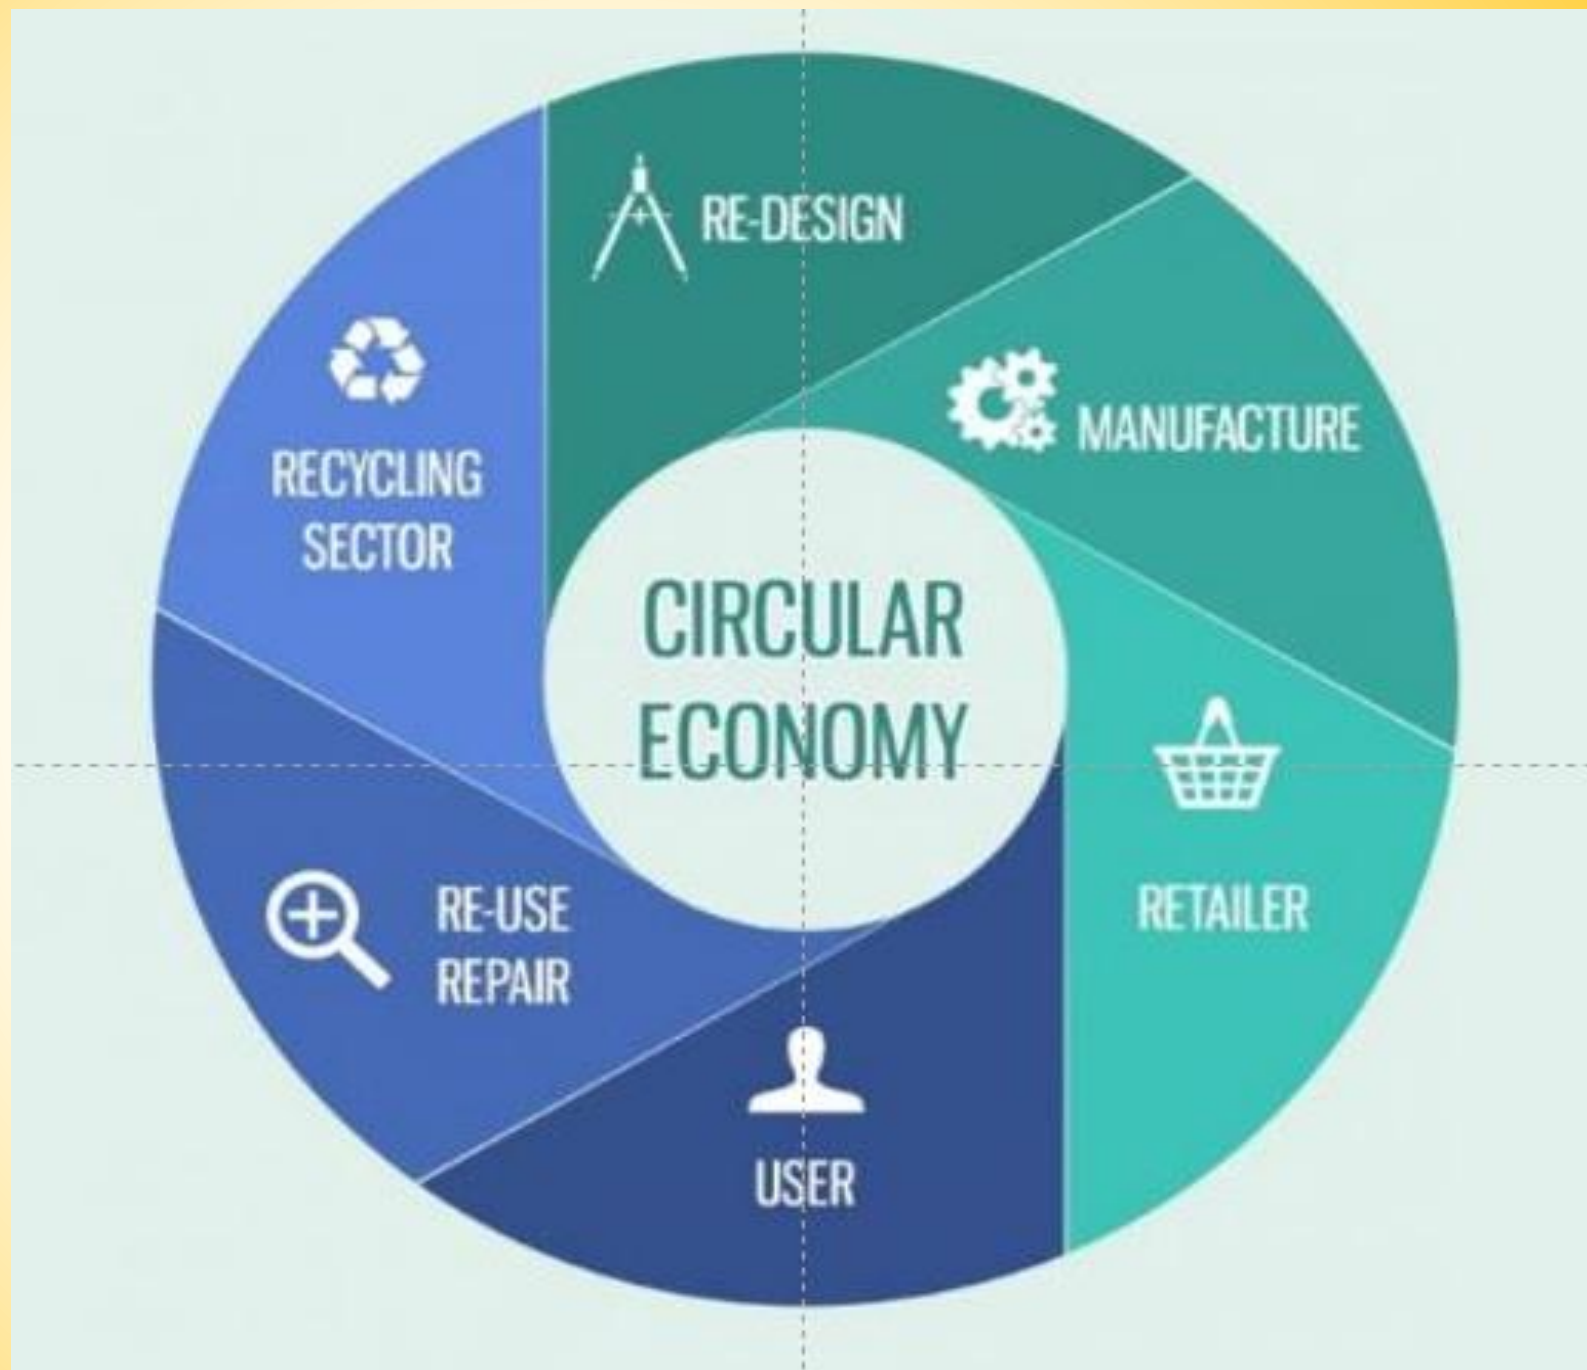 RE-DESIGN
MANUFACTURE
RETAILER
USER
RE-USE
REPAIR
RECYCLING
SECTOR
CIRCULAR
ECONOMY